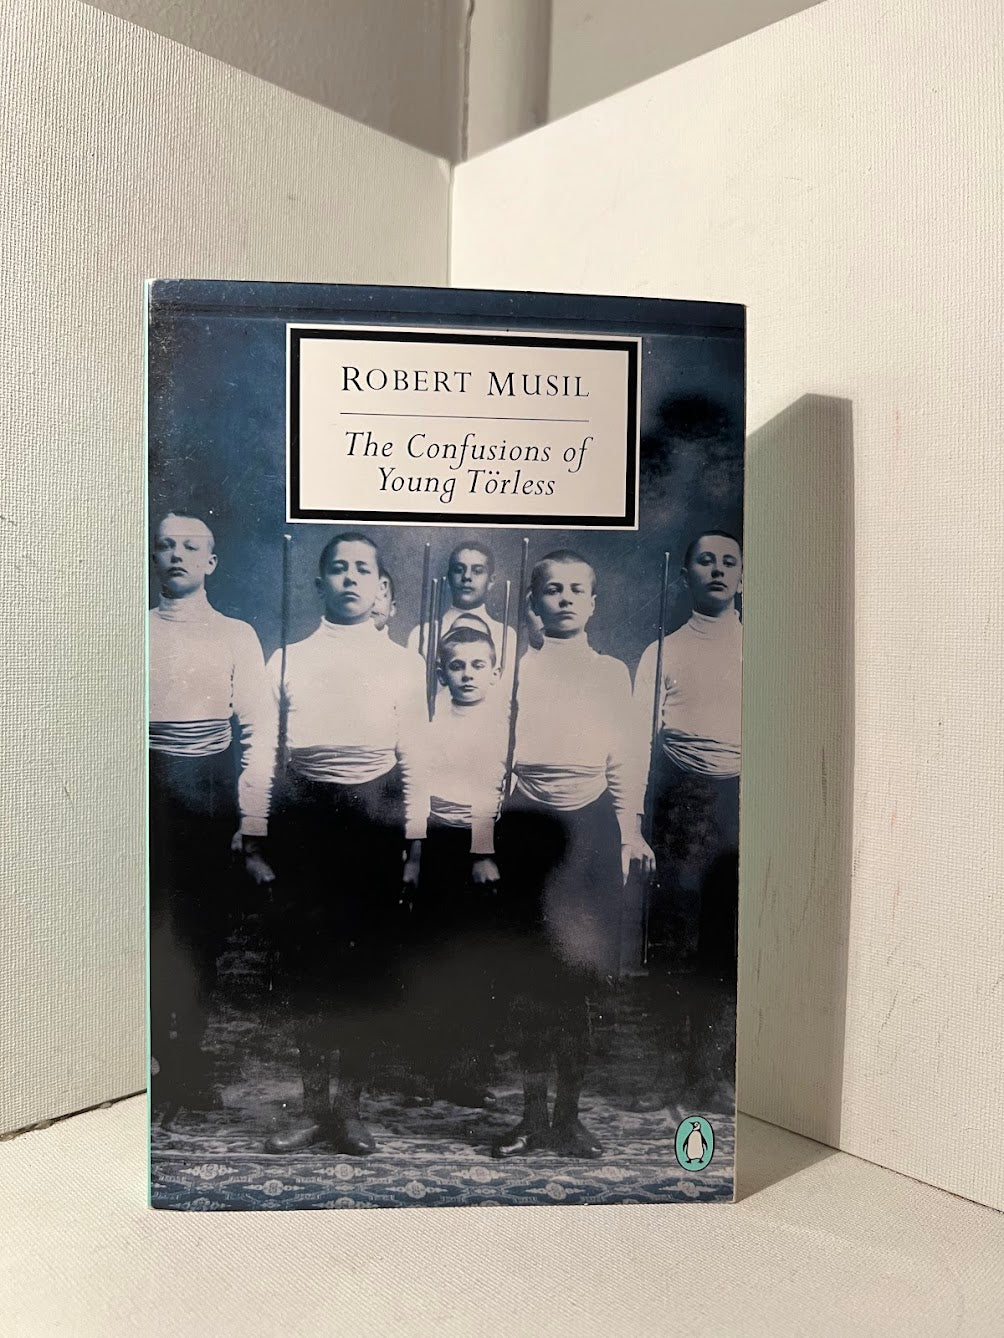 ROBERT MUSIL
The Confusions of
Young Törless